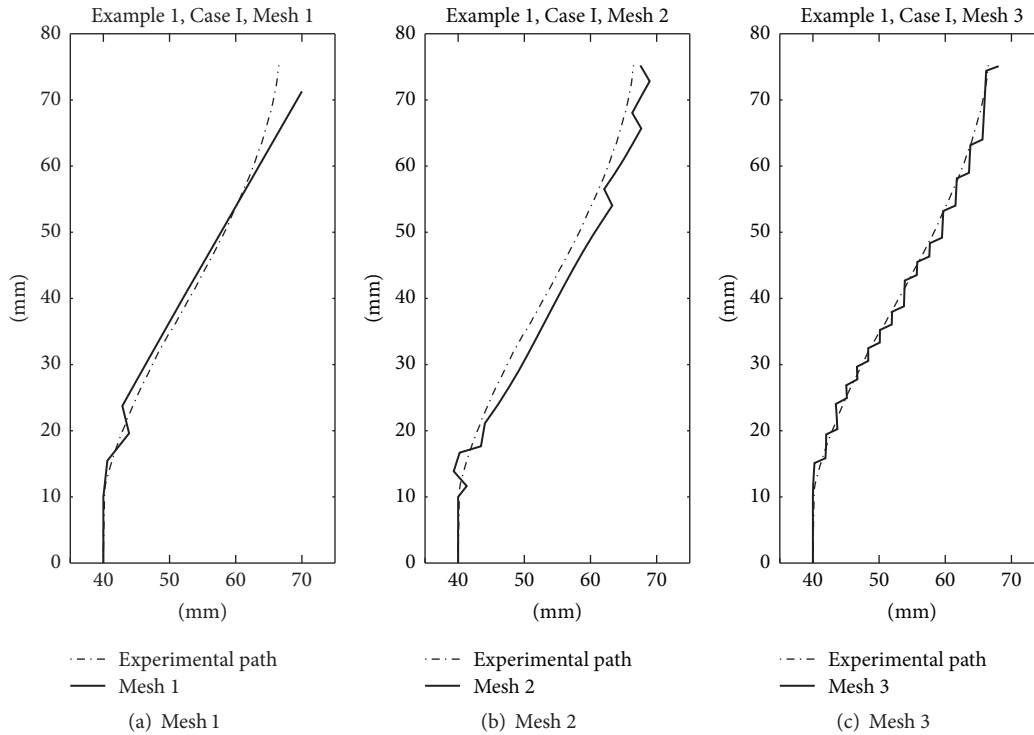 Example 1, Case I, Mesh 1
80
70
60
50
40
30
20
10
0
(mm)
40 50 60 70
(mm)
Experimental path
Mesh 1
(a) Mesh 1
Example 1, Case I, Mesh 2
80
70
60
50
40
30
20
10
0
(mm)
40 50 60 70
(mm)
Experimental path
Mesh 2
(b) Mesh 2
Example 1, Case I, Mesh 3
80
70
60
50
40
30
20
10
0
(mm)
40 50 60 70
(mm)
Experimental path
Mesh 3
(c) Mesh 3